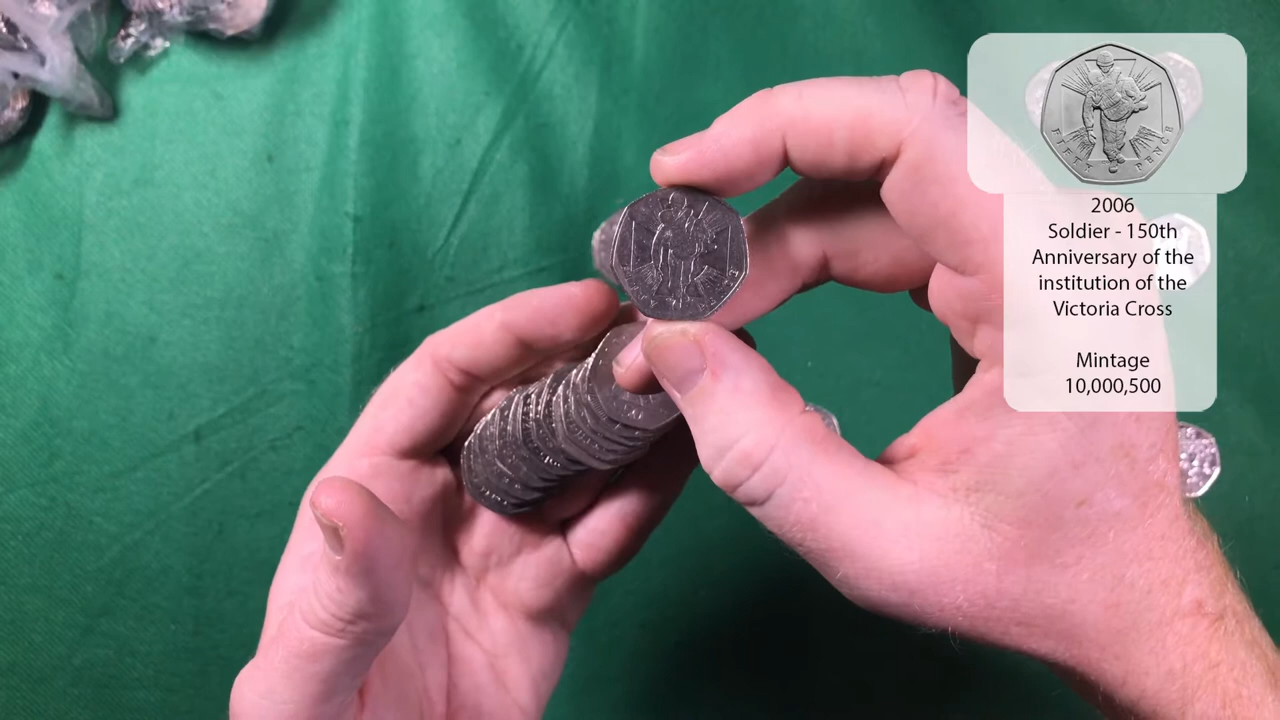 FIFTY PENCE
2006
Soldier - 150th
Anniversary of the
institution of the
Victoria Cross
Mintage
10,000,500